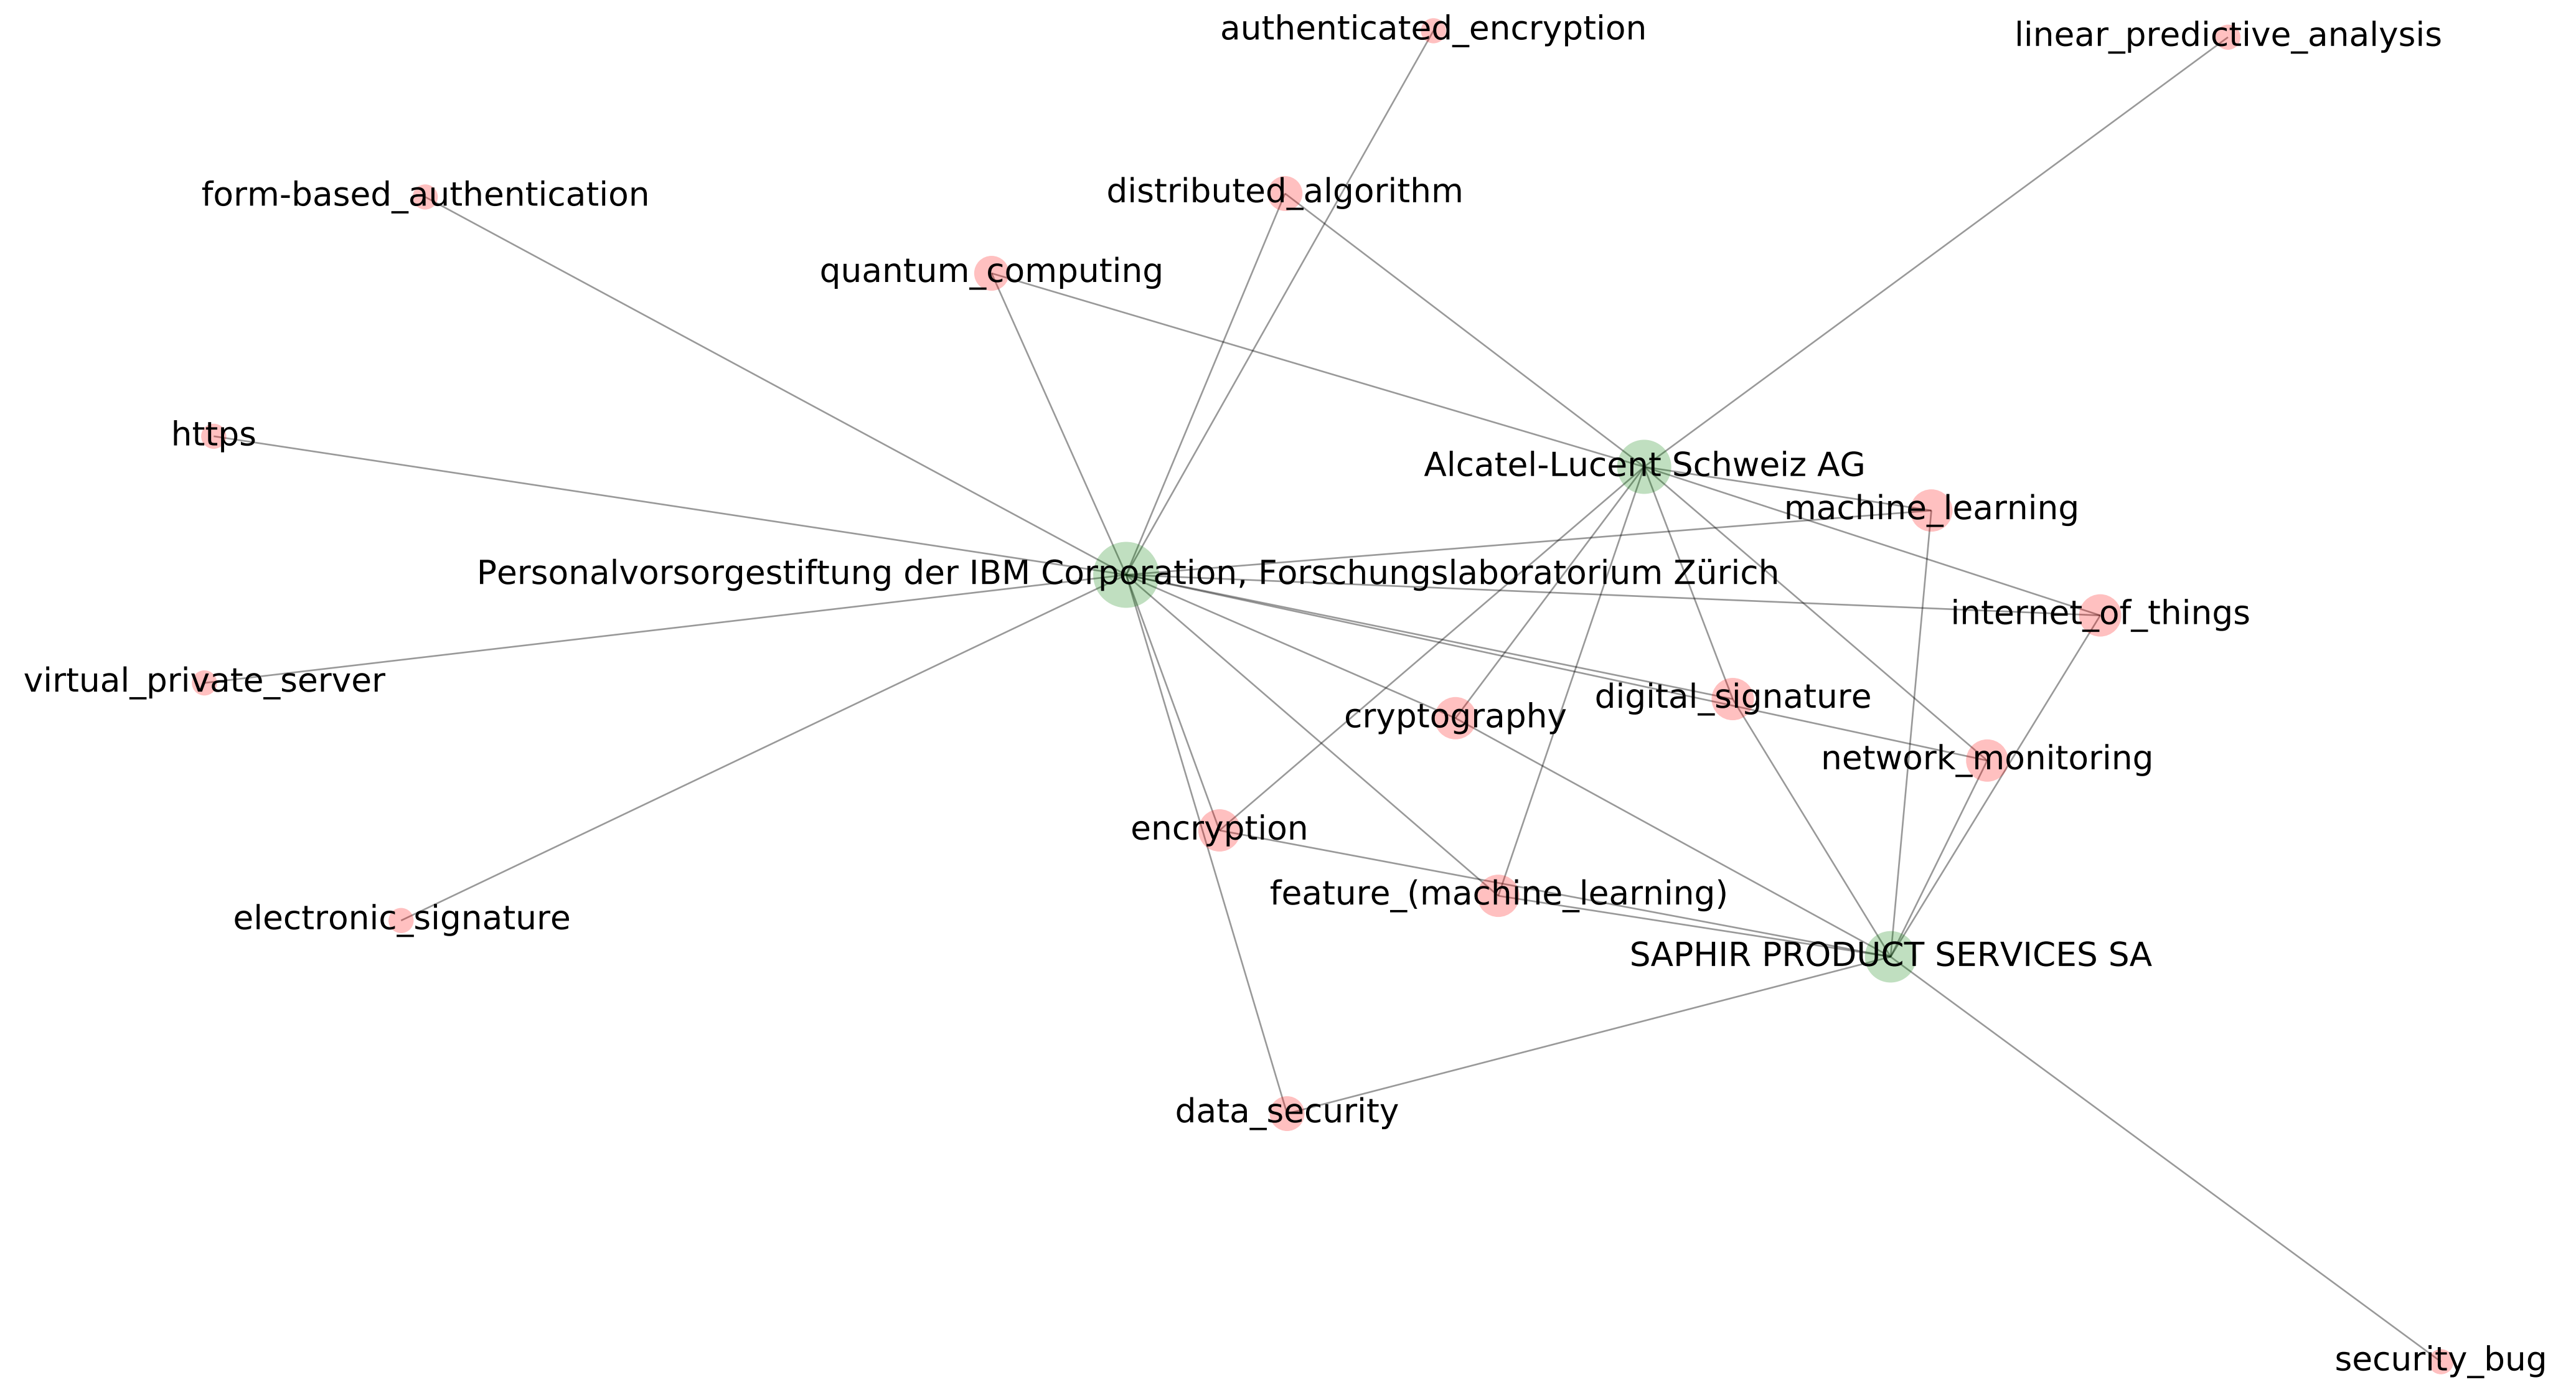 authenticated_encryption
linear_predictive_analysis
form-based_authentication
distributed_algorithm
quantum_computing
https
Alcatel-Lucent Schweiz AG
machine_learning
Personalvorsorgestiftung der IBM Corporation, Forschungslaboratorium Zürich
internet_of_things
virtual_private_server
digital_signature
cryptography
network_monitoring
encryption
feature_(machine_learning)
electronic_signature
SAPHIR PRODUCT SERVICES SA
data_security
security_bug